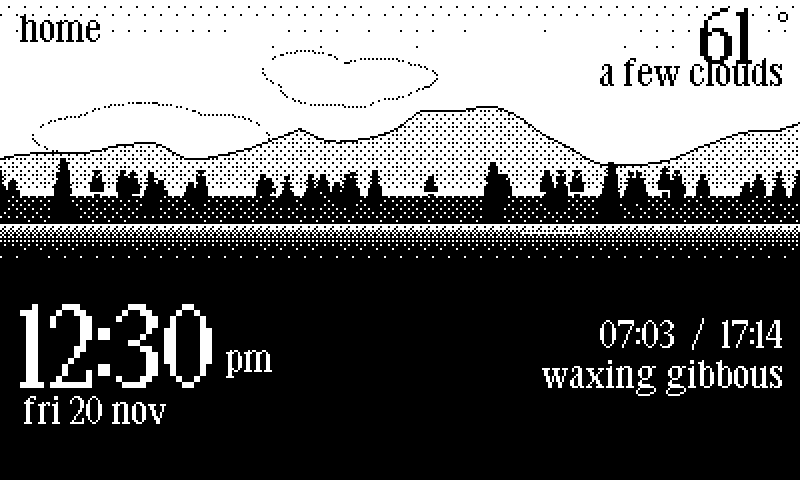 home
61°
a few clouds
12:30 pm
fri 20 nov
07:03 / 17:14
waxing gibbous